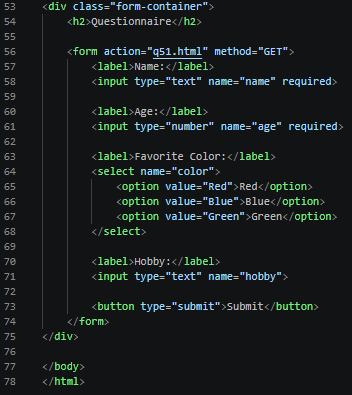 53 <div class="form-container">
54 <h2>Questionnaire</h2>
55
56 <form action="q51.html" method="GET">
57 <label>Name:</label>
58 <input type="text" name="name" required>
59
60 <label>Age:</label>
61 <input type="number" name="age" required>
62
63 <label>Favorite Color:</label>
64 <select name="color">
65 <option value="Red">Red</option>
66 <option value="Blue">Blue</option>
67 <option value="Green">Green</option>
68 </select>
69
70 <label>Hobby:</label>
71 <input type="text" name="hobby">
72
73 <button type="submit">Submit</button>
74 </form>
75 </div>
76
77 </body>
78 </html>